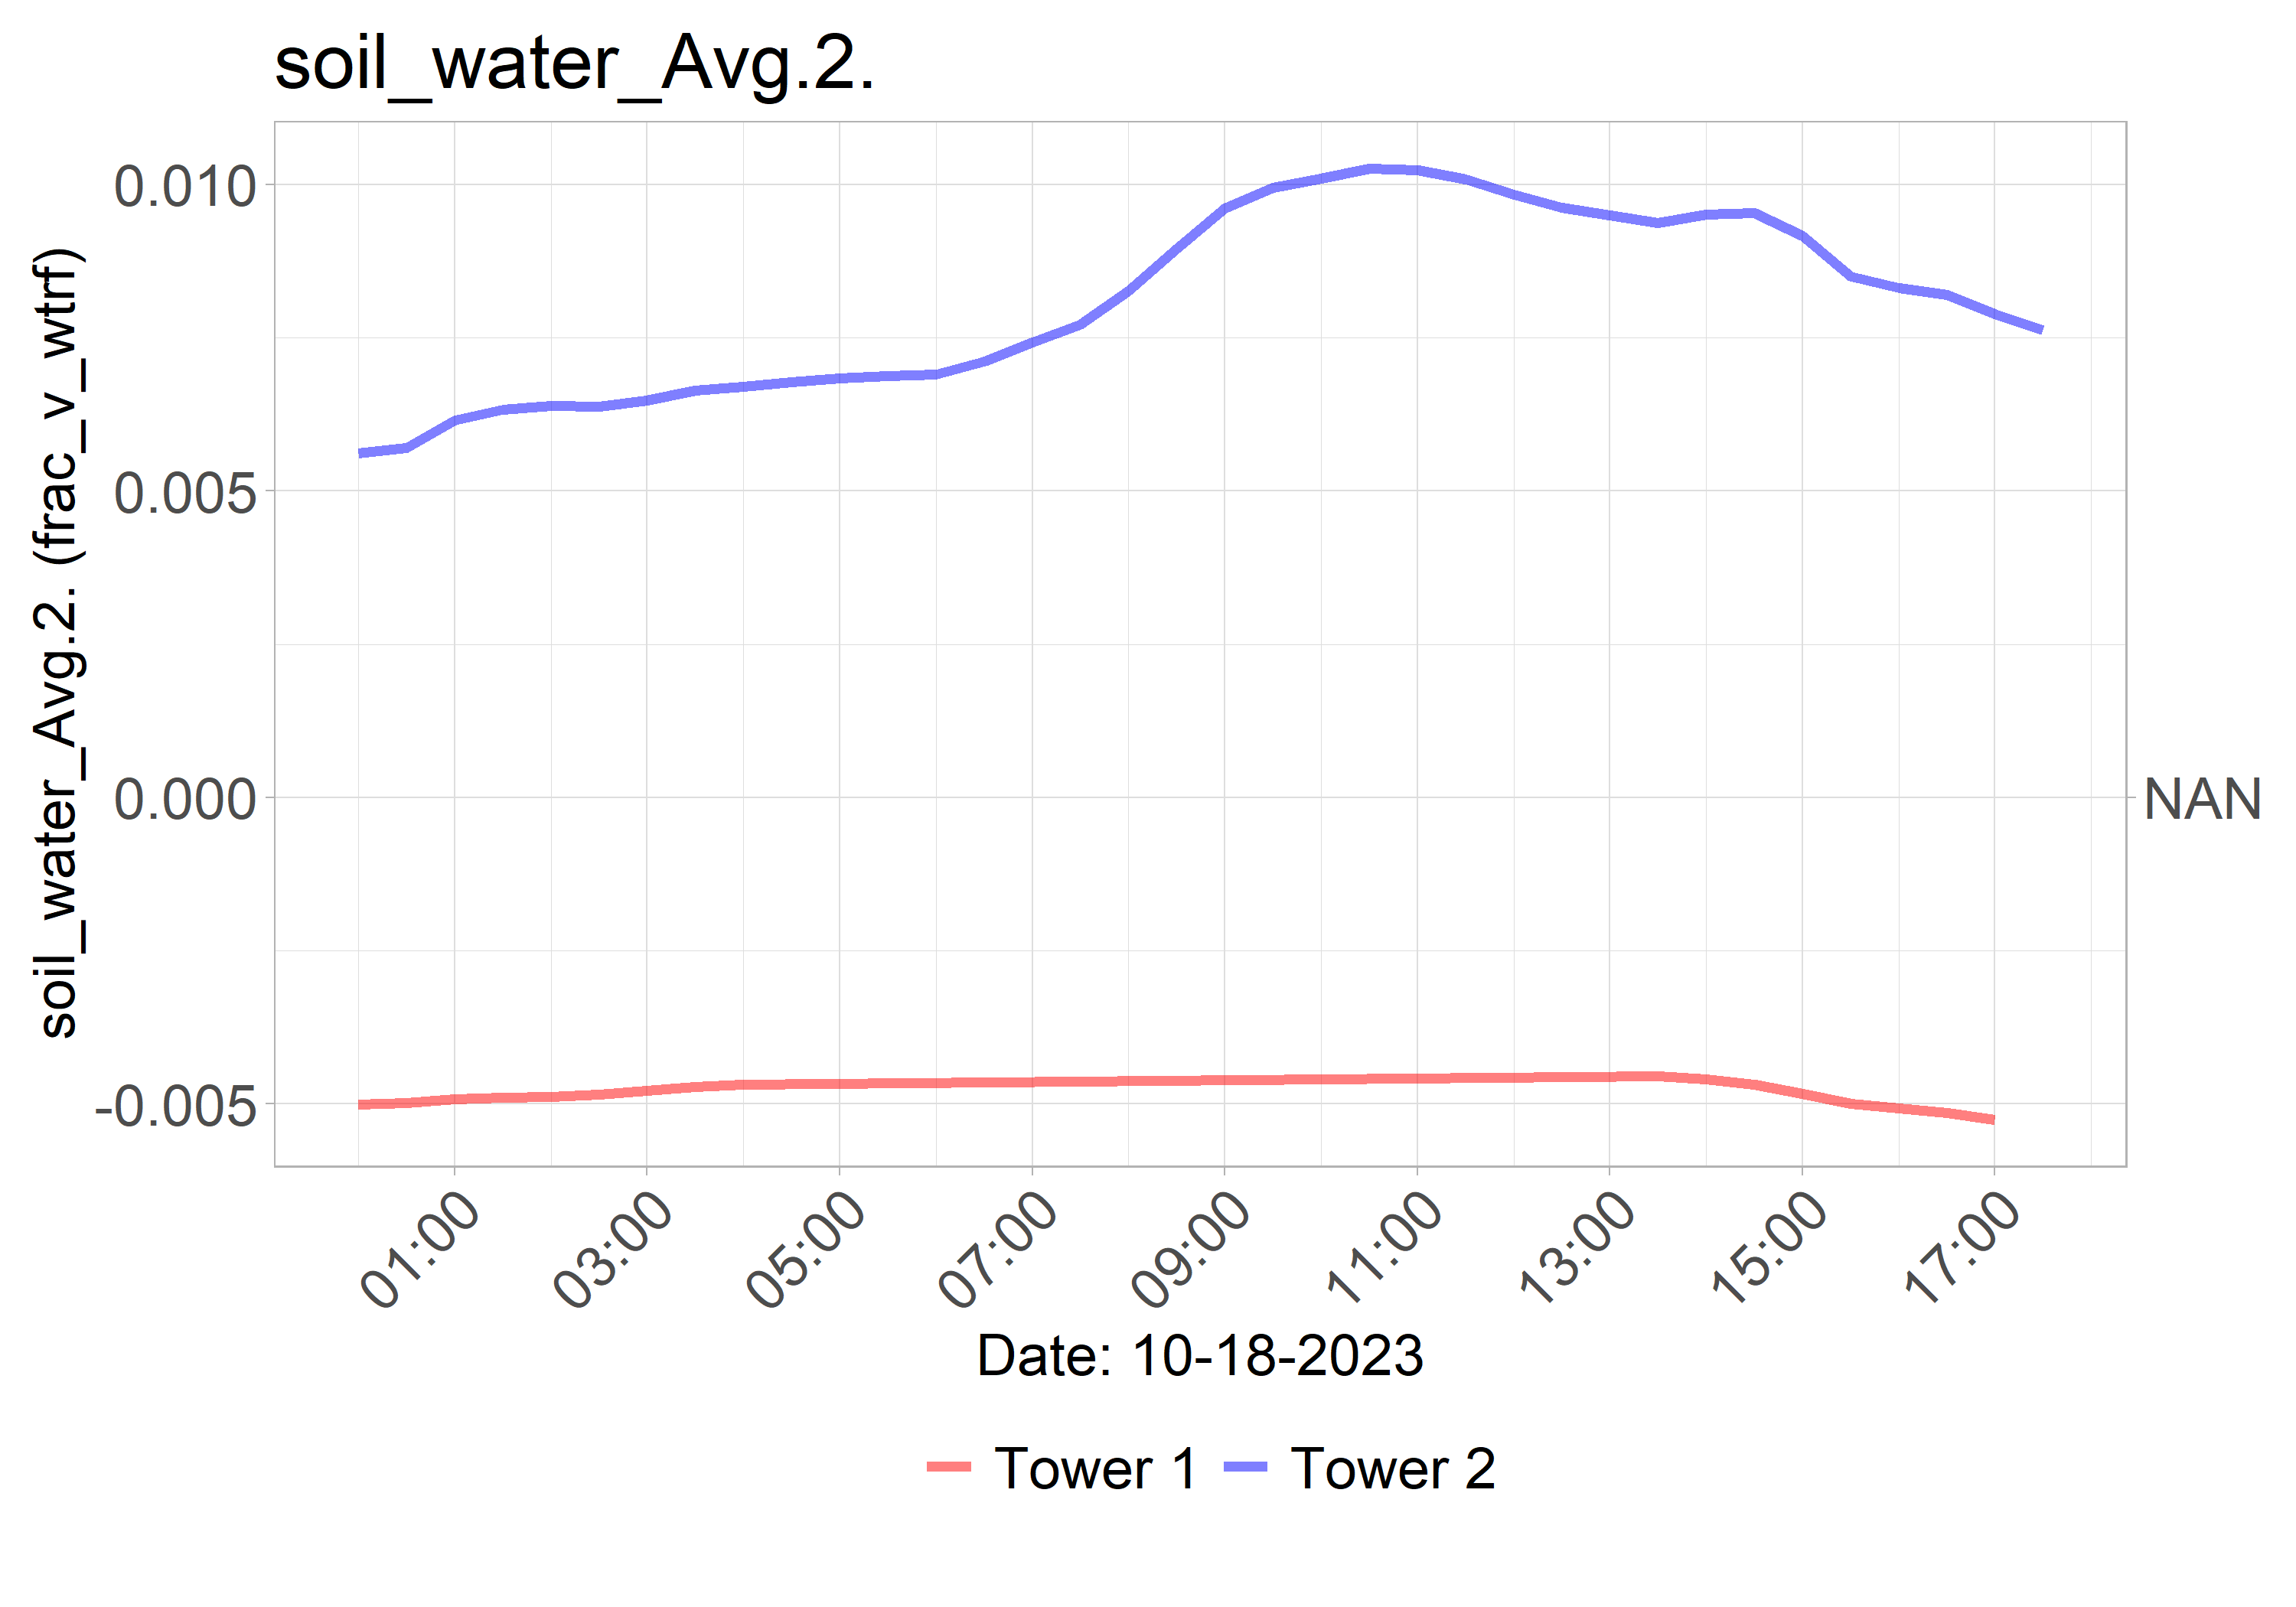 soil_water_Avg.2.
soil_water_Avg.2. (frac_v_wtrf)
0.010
0.005
0.000
-0.005
NAN
01:00
03:00
05:00
07:00
09:00
11:00
13:00
15:00
17:00
Date: 10-18-2023
Tower 1
Tower 2